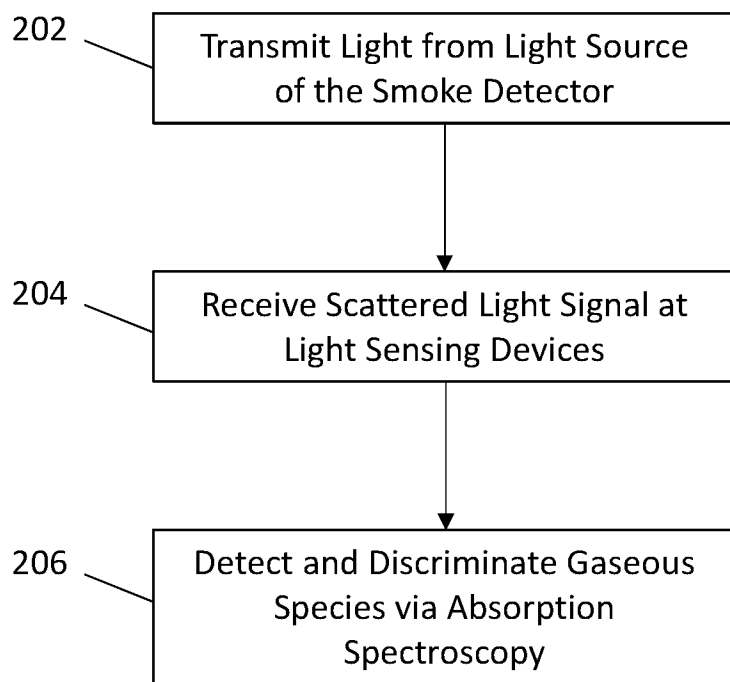 202
Transmit Light from Light Source
of the Smoke Detector
204
Receive Scattered Light Signal at
Light Sensing Devices
206
Detect and Discriminate Gaseous
Species via Absorption
Spectroscopy